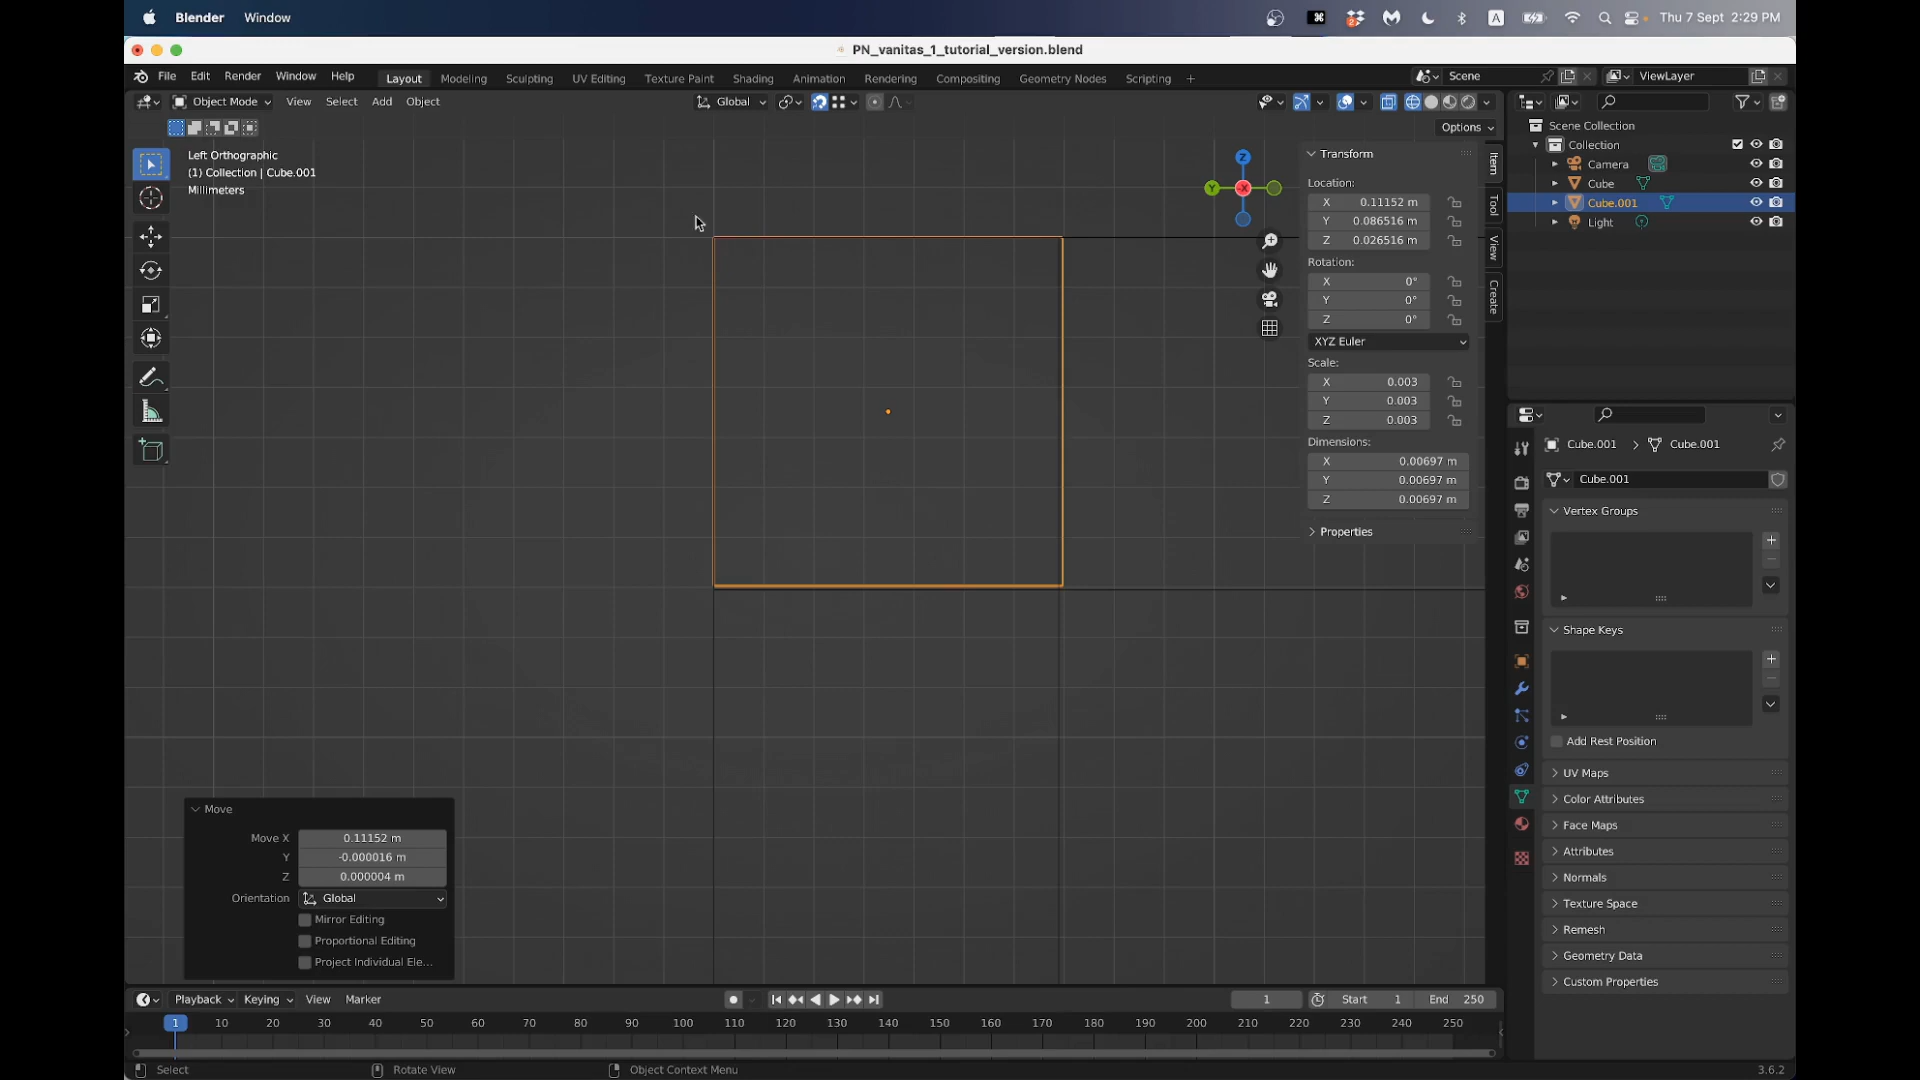 Blender Window
A Thu 7 Sept 2:29 PM
PN_vanitas_1_tutorial_version.blend
File Edit Render Window Help Layout Modeling Sculpting UV Editing Texture Paint Shading Animation Rendering Compositing Geometry Nodes Scripting + Scene ViewLayer
Object Mode View Select Add Object Global
Options
Left Orthographic
(1) Collection | Cube.001
Millimeters
Z
Y
X
Transform
Location:
X 0.11152 m
Y 0.086516 m
Z 0.026516 m
Rotation:
X 0°
Y 0°
Z 0°
XYZ Euler
Scale:
X 0.003
Y 0.003
Z 0.003
Dimensions:
X 0.00697 m
Y 0.00697 m
Z 0.00697 m
Properties
Item
Tool
View
Create
Scene Collection
Collection
Camera
Cube
Cube.001
Light
Cube.001 Cube.001
Cube.001
Vertex Groups
Shape Keys
Add Rest Position
UV Maps
Color Attributes
Face Maps
Attributes
Normals
Texture Space
Remesh
Geometry Data
Custom Properties
Move
Move X 0.11152 m
Y -0.000016 m
Z 0.000004 m
Orientation Global
Mirror Editing
Proportional Editing
Project Individual Ele...
Playback Keying View Marker 1 Start 1 End 250
1 10 20 30 40 50 60 70 80 90 100 110 120 130 140 150 160 170 180 190 200 210 220 230 240 250
Select Rotate View Object Context Menu 3.6.2